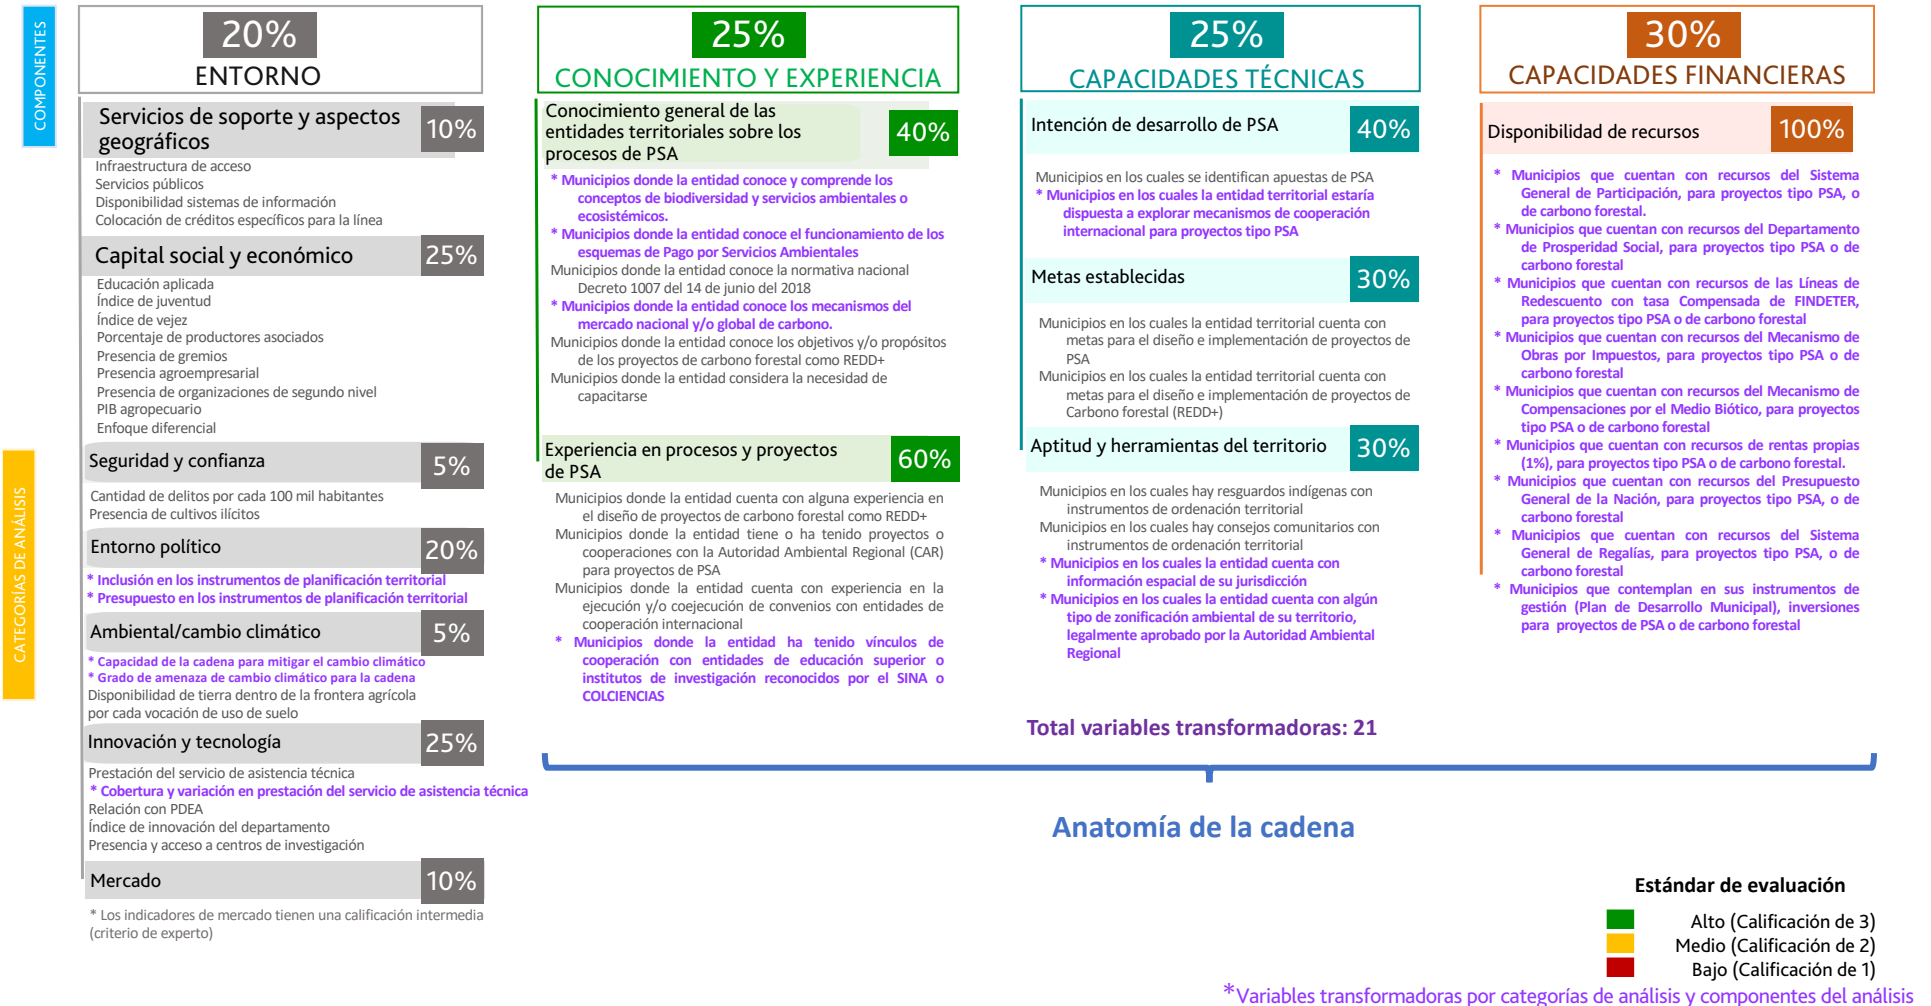 COMPONENTES
CATEGORÍAS DE ANÁLISIS
20%
ENTORNO
Servicios de soporte y aspectos
geográficos
10%
Infraestructura de acceso
Servicios públicos
Disponibilidad sistemas de información
Colocación de créditos específicos para la línea
Capital social y económico
25%
Educación aplicada
Índice de juventud
Índice de vejez
Porcentaje de productores asociados
Presencia de gremios
Presencia agroempresarial
Presencia de organizaciones de segundo nivel
PIB agropecuario
Enfoque diferencial
Seguridad y confianza
5%
Cantidad de delitos por cada 100 mil habitantes
Presencia de cultivos ilícitos
Entorno político
20%
* Inclusión en los instrumentos de planificación territorial
* Presupuesto en los instrumentos de planificación territorial
Ambiental/cambio climático
5%
* Capacidad de la cadena para mitigar el cambio climático
* Grado de amenaza de cambio climático para la cadena
Disponibilidad de tierra dentro de la frontera agrícola
por cada vocación de uso de suelo
Innovación y tecnología
25%
Prestación del servicio de asistencia técnica
* Cobertura y variación en prestación del servicio de asistencia técnica
Relación con PDEA
Índice de innovación del departamento
Presencia y acceso a centros de investigación
Mercado
10%
* Los indicadores de mercado tienen una calificación intermedia
(criterio de experto)
25%
CONOCIMIENTO Y EXPERIENCIA
Conocimiento general de las
entidades territoriales sobre los
procesos de PSA
40%
* Municipios donde la entidad conoce y comprende los
conceptos de biodiversidad y servicios ambientales o
ecosistémicos.
* Municipios donde la entidad conoce el funcionamiento de los
esquemas de Pago por Servicios Ambientales
Municipios donde la entidad conoce la normativa nacional
Decreto 1007 del 14 de junio del 2018
* Municipios donde la entidad conoce los mecanismos del
mercado nacional y/o global de carbono.
Municipios donde la entidad conoce los objetivos y/o propósitos
de los proyectos de carbono forestal como REDD+
Municipios donde la entidad considera la necesidad de
capacitarse
Experiencia en procesos y proyectos
de PSA
60%
Municipios donde la entidad cuenta con alguna experiencia en
el diseño de proyectos de carbono forestal como REDD+
Municipios donde la entidad tiene o ha tenido proyectos o
cooperaciones con la Autoridad Ambiental Regional (CAR)
para proyectos de PSA
Municipios donde la entidad cuenta con experiencia en la
ejecución y/o coejecución de convenios con entidades de
cooperación internacional
* Municipios donde la entidad ha tenido vínculos de
cooperación con entidades de educación superior o
institutos de investigación reconocidos por el SINA o
COLCIENCIAS
25%
CAPACIDADES TÉCNICAS
Intención de desarrollo de PSA
40%
Municipios en los cuales se identifican apuestas de PSA
* Municipios en los cuales la entidad territorial estaría
dispuesta a explorar mecanismos de cooperación
internacional para proyectos tipo PSA
Metas establecidas
30%
Municipios en los cuales la entidad territorial cuenta con
metas para el diseño e implementación de proyectos de
PSA
Municipios en los cuales la entidad territorial cuenta con
metas para el diseño e implementación de proyectos de
Carbono forestal (REDD+)
Aptitud y herramientas del territorio
30%
Municipios en los cuales hay resguardos indígenas con
instrumentos de ordenación territorial
Municipios en los cuales hay consejos comunitarios con
instrumentos de ordenación territorial
* Municipios en los cuales la entidad cuenta con
información espacial de su jurisdicción
* Municipios en los cuales la entidad cuenta con algún
tipo de zonificación ambiental de su territorio,
legalmente aprobado por la Autoridad Ambiental
Regional
30%
CAPACIDADES FINANCIERAS
Disponibilidad de recursos
100%
* Municipios que cuentan con recursos del Sistema
General de Participación, para proyectos tipo PSA, o
de carbono forestal.
* Municipios que cuentan con recursos del Departamento
de Prosperidad Social, para proyectos tipo PSA o de
carbono forestal
* Municipios que cuentan con recursos de las Líneas de
Redescuento con tasa Compensada de FINDETER,
para proyectos tipo PSA o de carbono forestal
* Municipios que cuentan con recursos del Mecanismo de
Obras por Impuestos, para proyectos tipo PSA o de
carbono forestal
* Municipios que cuentan con recursos del Mecanismo de
Compensaciones por el Medio Biótico, para proyectos
tipo PSA o de carbono forestal
* Municipios que cuentan con recursos de rentas propias
(1%), para proyectos tipo PSA o de carbono forestal.
* Municipios que cuentan con recursos del Presupuesto
General de la Nación, para proyectos tipo PSA, o de
carbono forestal
* Municipios que cuentan con recursos del Sistema
General de Regalías, para proyectos tipo PSA, o de
carbono forestal
* Municipios que contemplan en sus instrumentos de
gestión (Plan de Desarrollo Municipal), inversiones
para proyectos de PSA o de carbono forestal
Total variables transformadoras: 21
Anatomía de la cadena
Estándar de evaluación
Alto (Calificación de 3)
Medio (Calificación de 2)
Bajo (Calificación de 1)
*Variables transformadoras por categorías de análisis y componentes del análisis